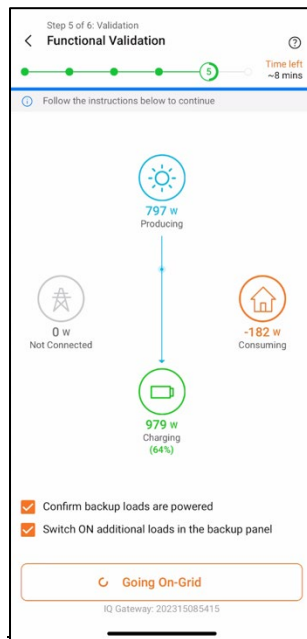 Step 5 of 6: Validation
Functional Validation
5
Time left
~8 mins
Follow the instructions below to continue
797 W
Producing
0 W
Not Connected
-182 W
Consuming
979 W
Charging
(64%)
Confirm backup loads are powered
Switch ON additional loads in the backup panel
Going On-Grid
IQ Gateway: 202315085415